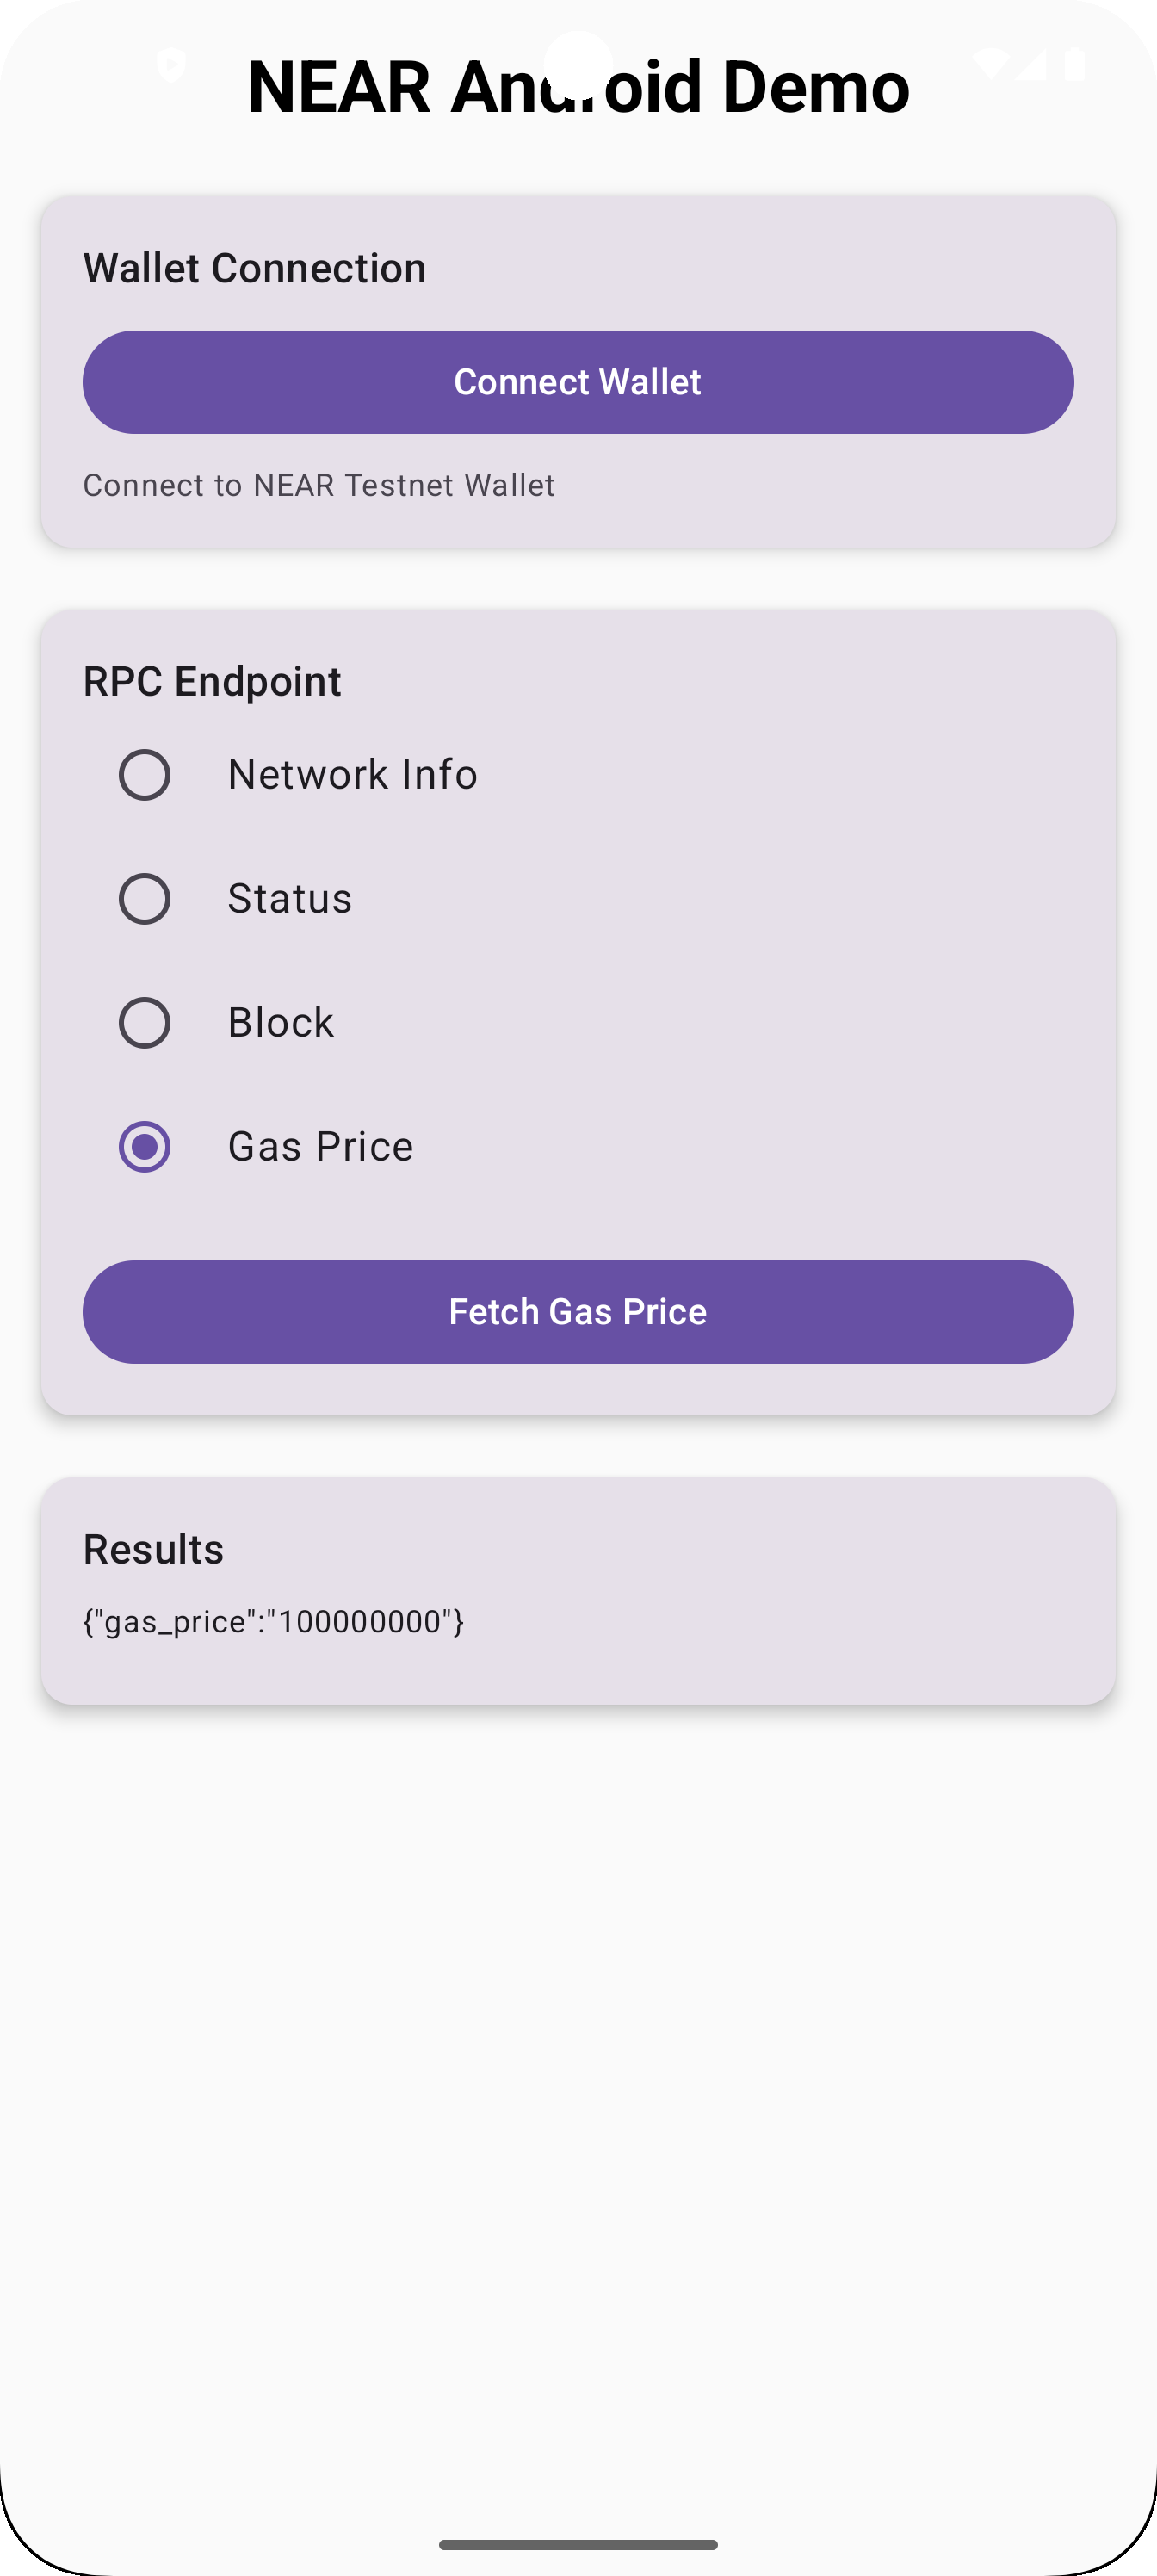 NEAR Android Demo
Wallet Connection
Connect Wallet
Connect to NEAR Testnet Wallet
RPC Endpoint
Network Info
Status
Block
Gas Price
Fetch Gas Price
Results
{"gas_price":"100000000"}